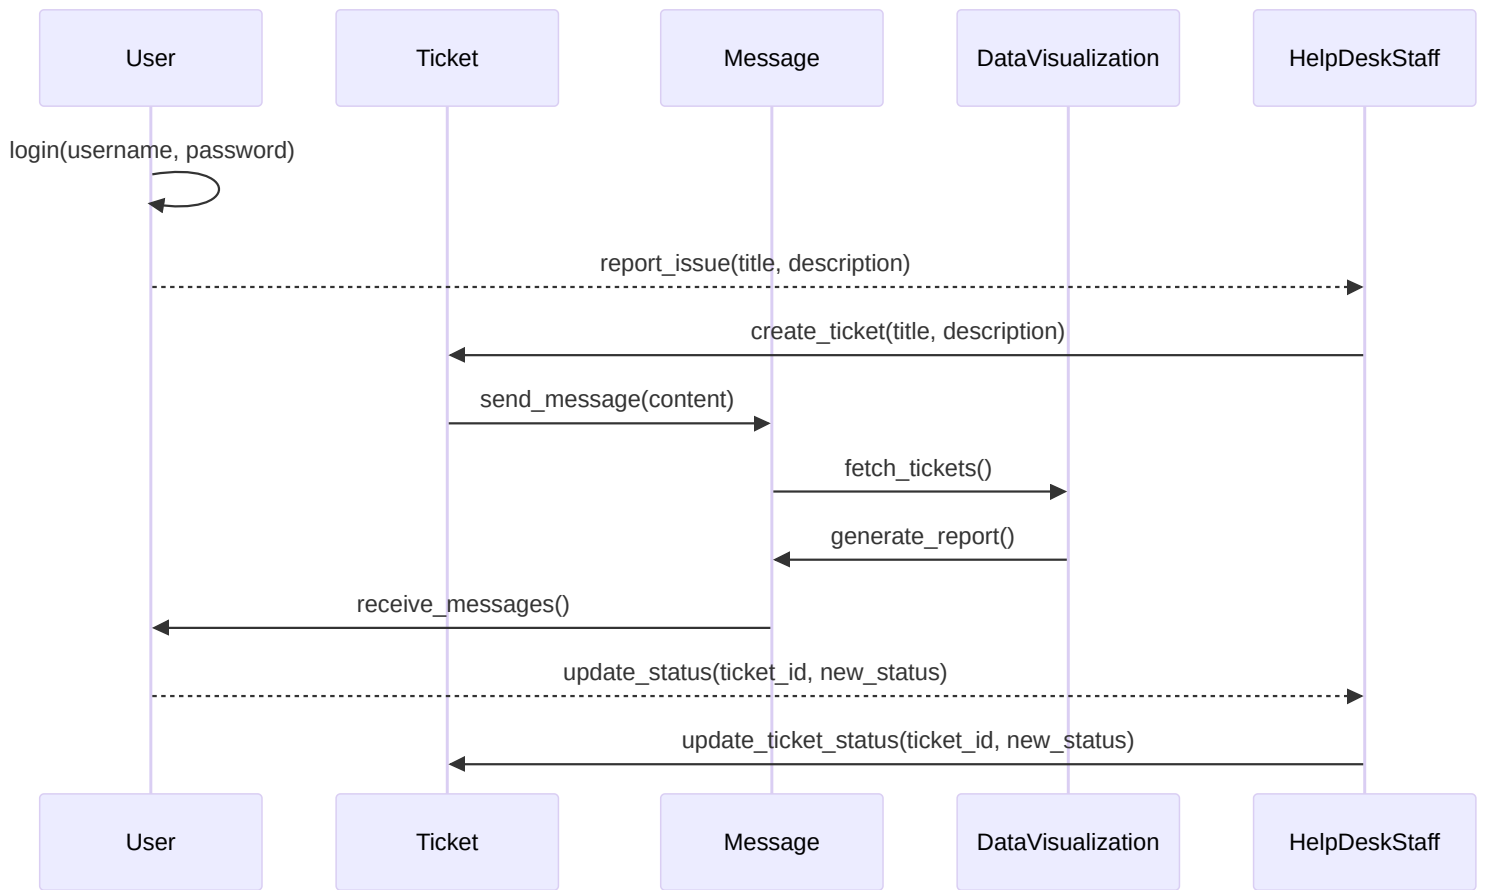 User
Ticket
Message
DataVisualization
HelpDeskStaff
login(username, password)
report_issue(title, description)
create_ticket(title, description)
send_message(content)
fetch_tickets()
generate_report()
receive_messages()
update_status(ticket_id, new_status)
update_ticket_status(ticket_id, new_status)
User
Ticket
Message
DataVisualization
HelpDeskStaff